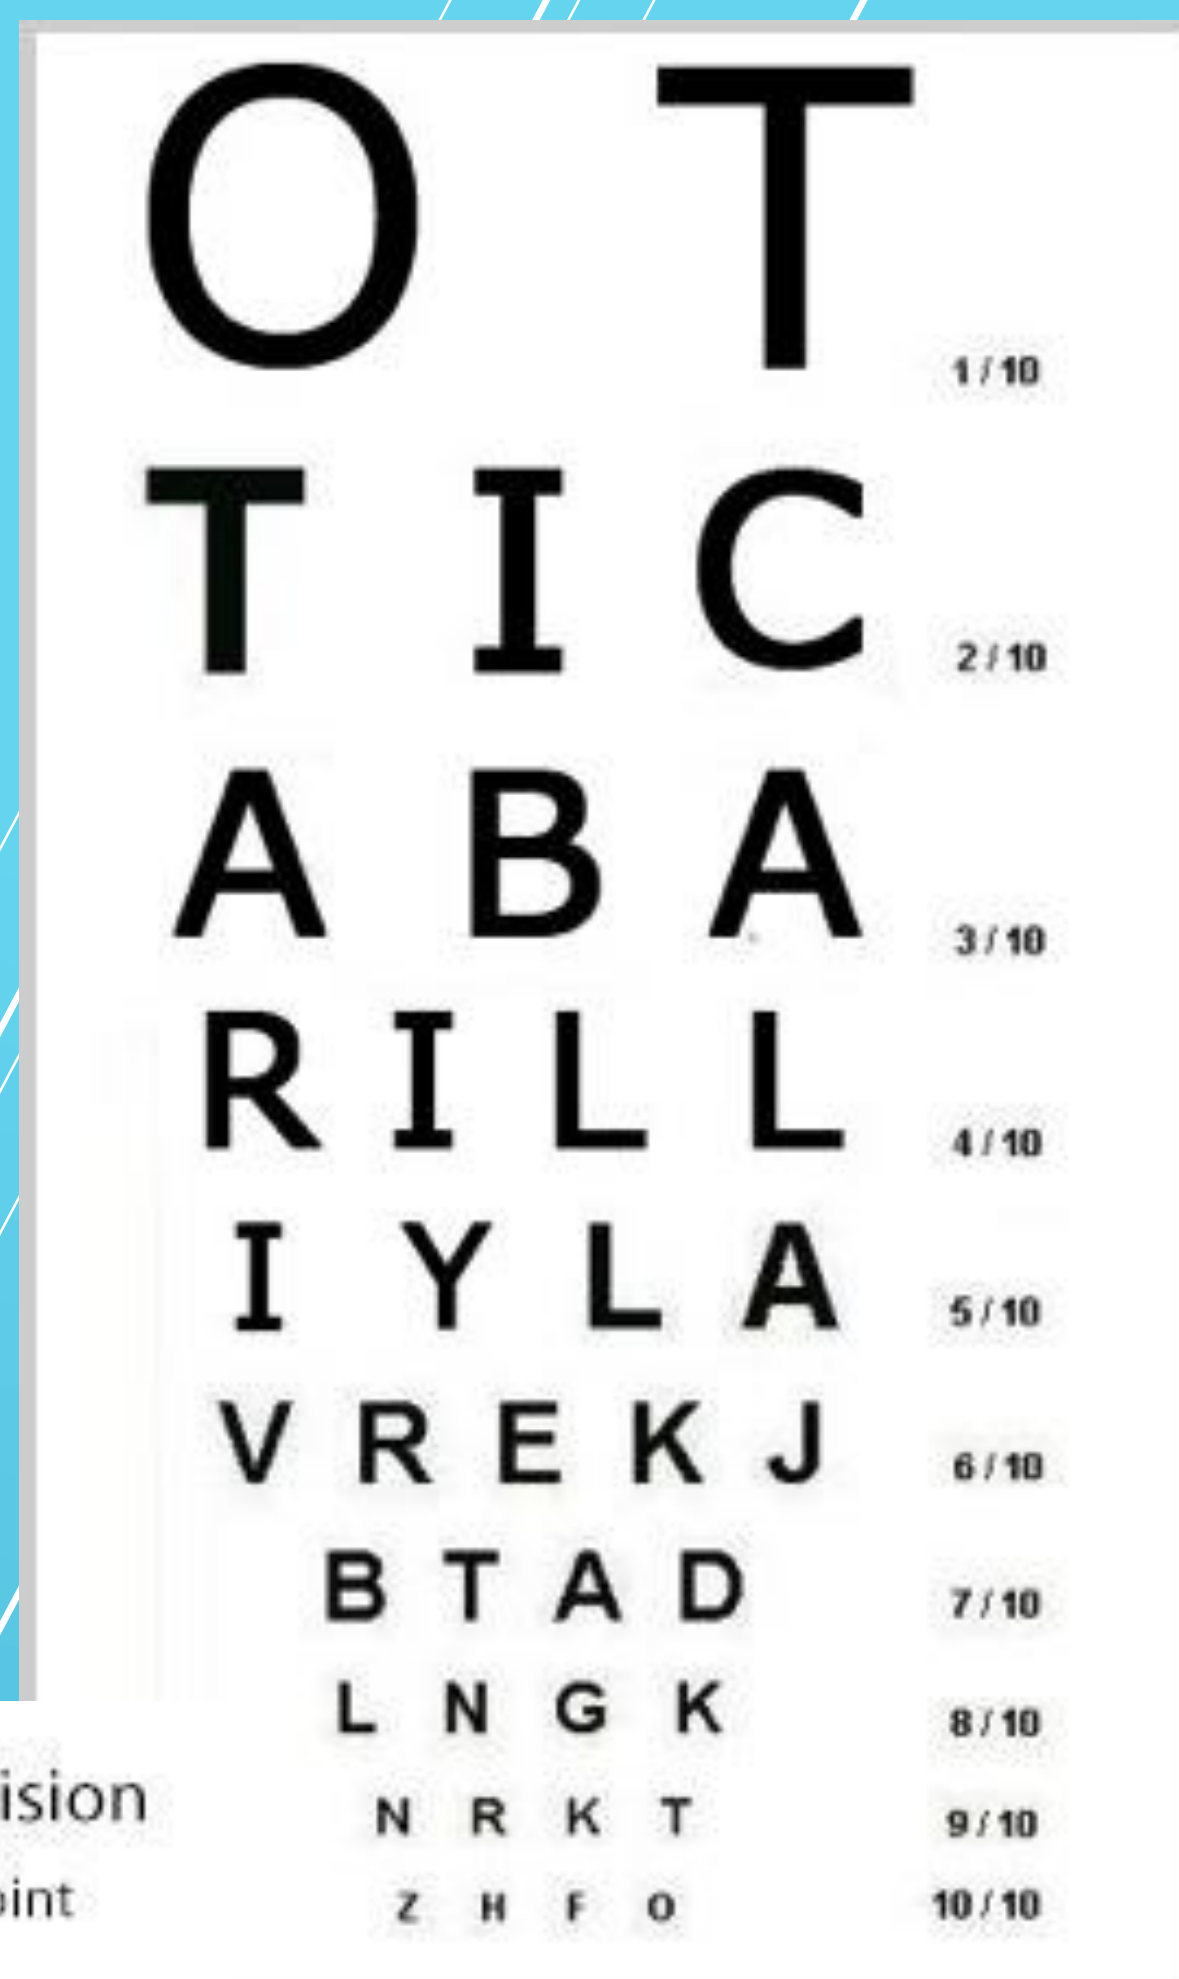 O T 1 / 10
T I C 2 / 10
A B A 3 / 10
R I L L 4 / 10
I Y L A 5 / 10
V R E K J 6 / 10
B T A D 7 / 10
L N G K 8 / 10
ision
N R K T 9 / 10
oint
Z H F O 10 / 10